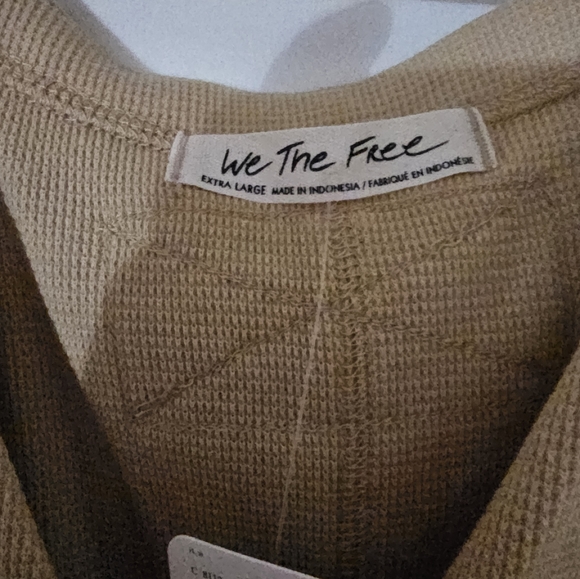 We The Free
EXTRA LARGE MADE IN INDONESIA / FABRIQUÉ EN INDONÉSIE